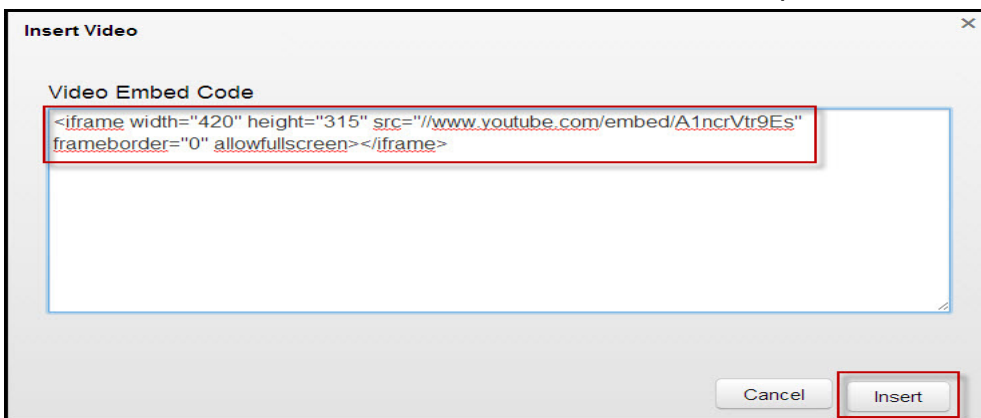 Insert Video
×
Video Embed Code
<iframe width="420" height="315" src="//www.youtube.com/embed/A1ncrVtr9Es"
frameborder="0" allowfullscreen></iframe>
Cancel
Insert